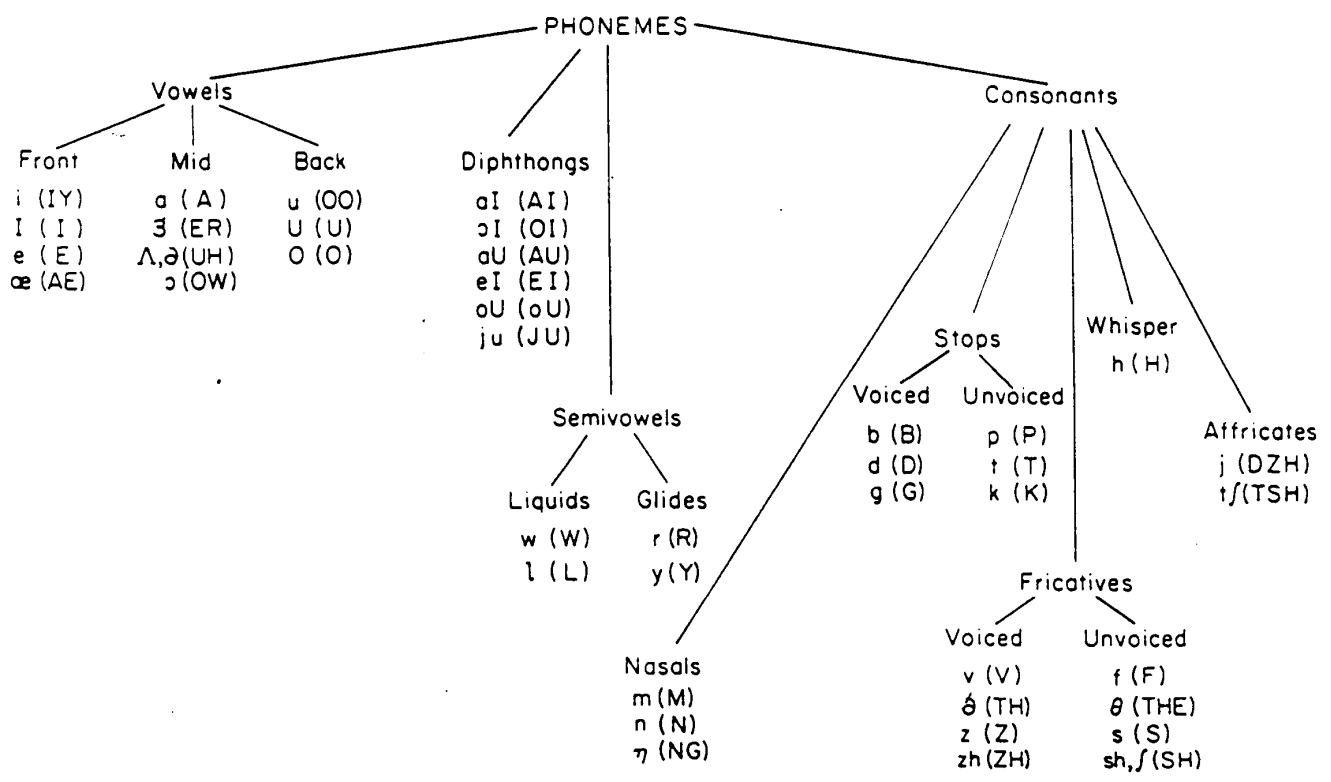 PHONEMES
Vowels
Front
i (IY)
I (I)
e (E)
æ (AE)
Mid
a (A)
ɝ (ER)
Λ,ə(UH)
ɔ(OW)
Back
u (OO)
U (U)
O (O)
Diphthongs
aI (AI)
ɔI (OI)
aU (AU)
eI (EI)
oU (oU)
ju (JU)
Semivowels
Liquids
w (W)
l (L)
Glides
r (R)
y (Y)
Consonants
Nasals
m (M)
n (N)
η (NG)
Stops
Voiced
b (B)
d (D)
g (G)
Unvoiced
p (P)
t (T)
k (K)
Fricatives
Voiced
v (V)
(TH)
z (Z)
zh (ZH)
Unvoiced
f (F)
θ (THE)
s (S)
sh,ʃ(SH)
Whisper
h (H)
Affricates
j (DZH)
tʃ(TSH)